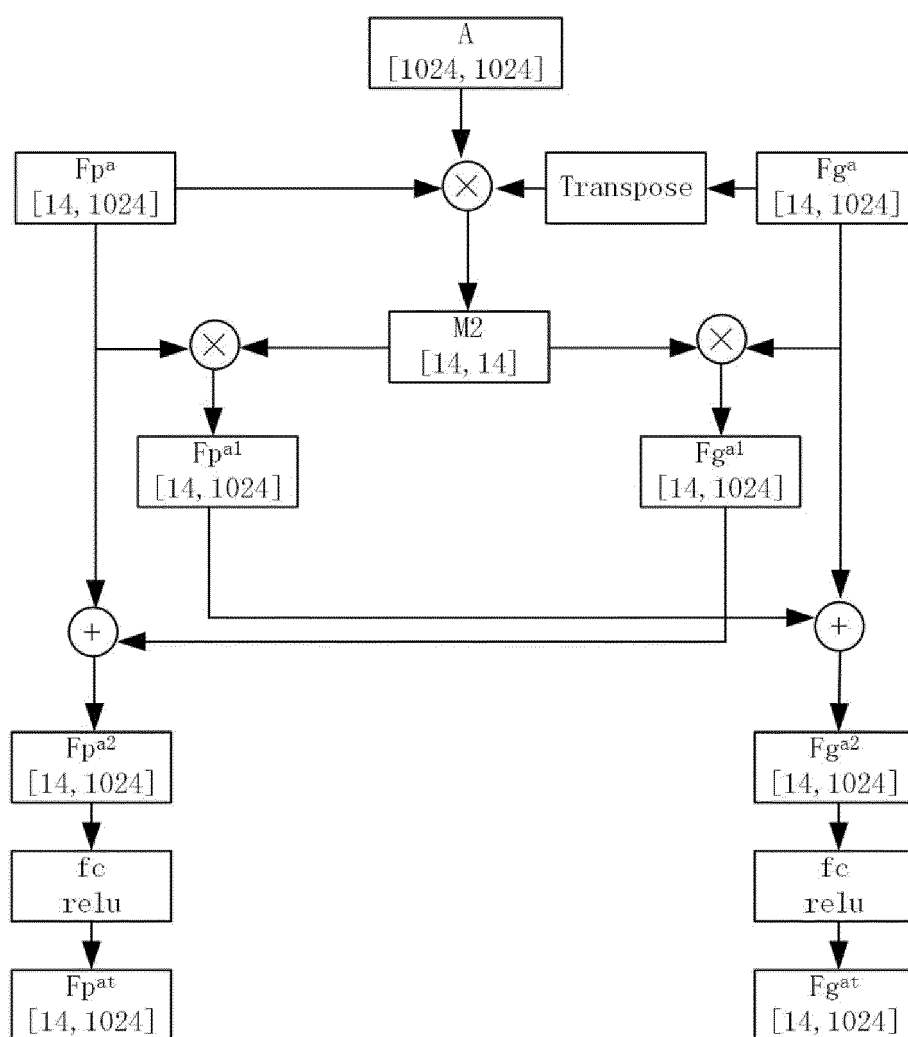 A
[1024, 1024]
Fpᵃ
[14, 1024]
×
Transpose
Fgᵃ
[14, 1024]
×
M2
[14, 14]
×
Fpᵃ¹
[14, 1024]
Fgᵃ¹
[14, 1024]
+
+
Fpᵃ²
[14, 1024]
Fgᵃ²
[14, 1024]
fc
relu
fc
relu
Fpᵃᵗ
[14, 1024]
Fgᵃᵗ
[14, 1024]